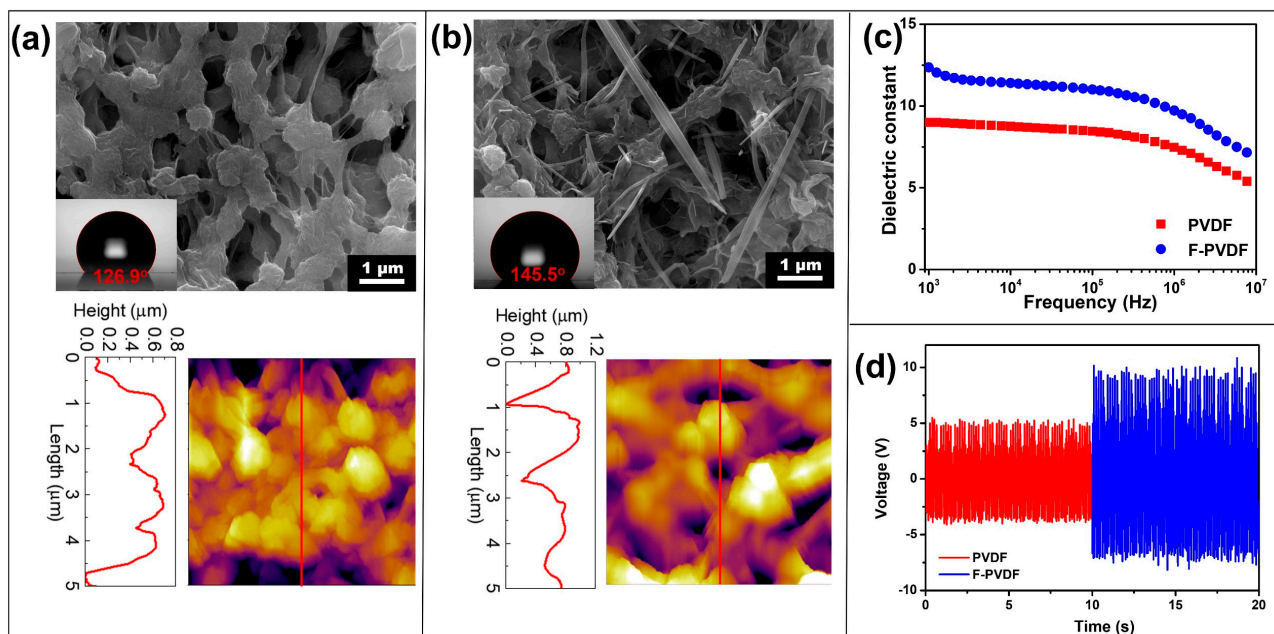 (a)
126.9°
1 μm
Height (μm)
0.0 0.2 0.4 0.6 0.8
0
1
2
3
4
5
Length (μm)
(b)
145.5°
1 μm
Height (μm)
0.0 0.4 0.8 1.2
0
1
2
3
4
5
Length (μm)
(c)
15
10
5
0
Dielectric constant
PVDF
F-PVDF
10³ 10⁴ 10⁵ 10⁶ 10⁷
Frequency (Hz)
(d)
10
5
0
-5
-10
Voltage (V)
PVDF
F-PVDF
0 5 10 15 20
Time (s)